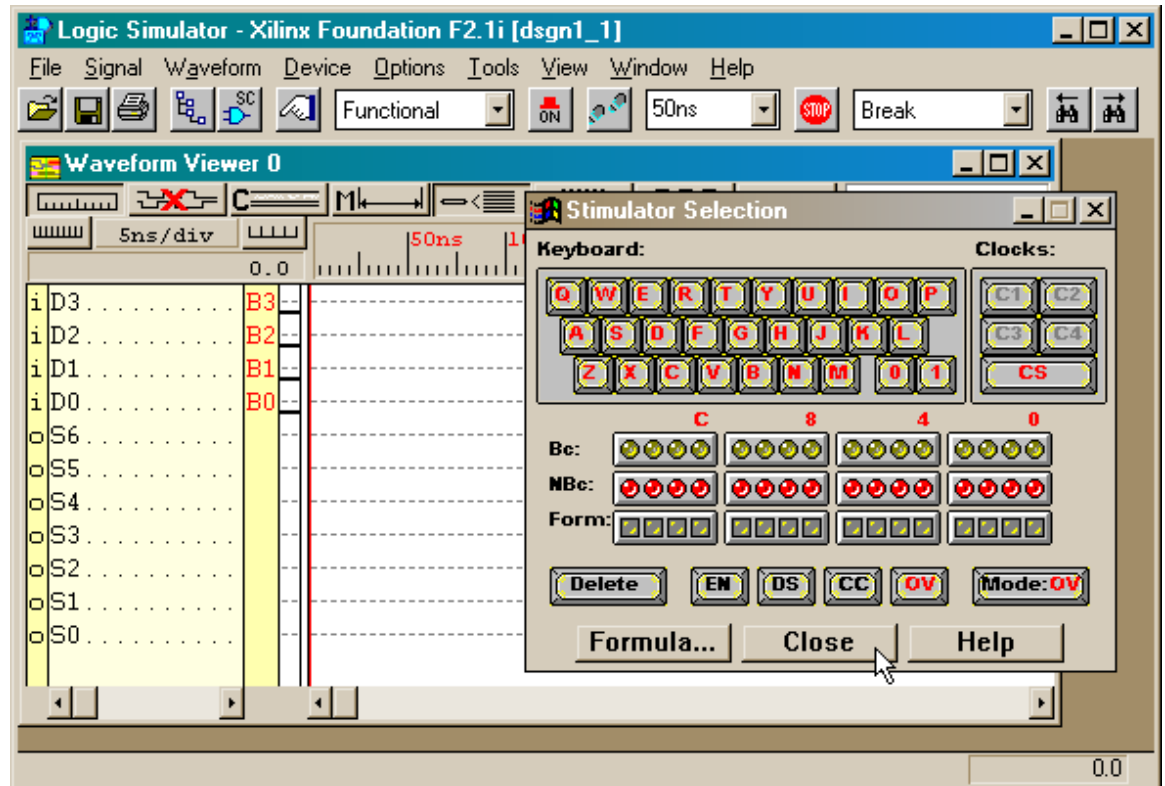 Logic Simulator - Xilinx Foundation F2.1i [dsgn1_1]
File Signal Waveform Device Options Tools View Window Help
SC Functional ON 50ns STOP Break
Waveform Viewer 0
C M
5ns/div 50ns
0.0
i D3.......... B3
i D2.......... B2
i D1.......... B1
i D0.......... B0
o S6..........
o S5..........
o S4..........
o S3..........
o S2..........
o S1..........
o S0..........
Stimulator Selection
Keyboard: Clocks:
Q W E R T Y U I O P C1 C2
A S D F G H J K L C3 C4
Z X C V B N M 0 1 CS
C 8 4 0
Bc:
NBc:
Form:
Delete EN DS CC OV Mode:OV
Formula... Close Help
0.0